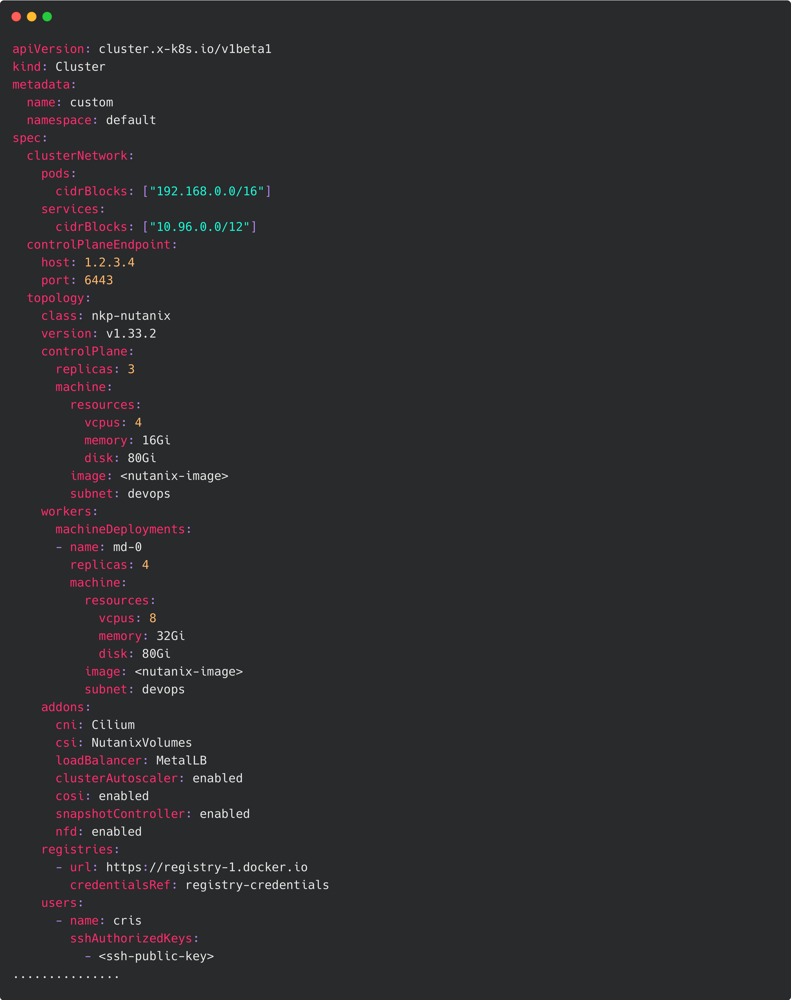 apiVersion: cluster.x-k8s.io/v1beta1
kind: Cluster
metadata:
  name: custom
  namespace: default
spec:
  clusterNetwork:
    pods:
      cidrBlocks: ["192.168.0.0/16"]
    services:
      cidrBlocks: ["10.96.0.0/12"]
  controlPlaneEndpoint:
    host: 1.2.3.4
    port: 6443
  topology:
    class: nkp-nutanix
    version: v1.33.2
    controlPlane:
      replicas: 3
      machine:
        resources:
          vcpus: 4
          memory: 16Gi
          disk: 80Gi
        image: <nutanix-image>
        subnet: devops
    workers:
      machineDeployments:
      - name: md-0
        replicas: 4
        machine:
          resources:
            vcpus: 8
            memory: 32Gi
            disk: 80Gi
          image: <nutanix-image>
          subnet: devops
    addons:
      cni: Cilium
      csi: NutanixVolumes
      loadBalancer: MetalLB
      clusterAutoscaler: enabled
      cosi: enabled
      snapshotController: enabled
      nfd: enabled
    registries:
      - url: https://registry-1.docker.io
        credentialsRef: registry-credentials
    users:
      - name: cris
        sshAuthorizedKeys:
          - <ssh-public-key>
...............